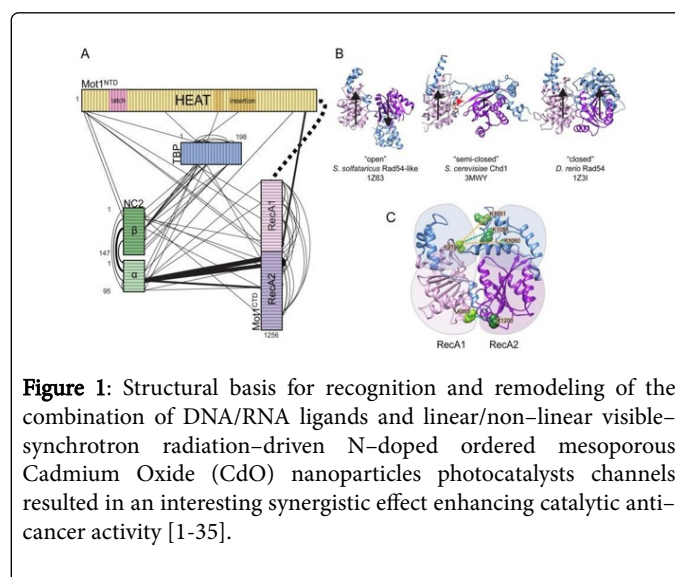 A
Mot1NTD
1
latch
HEAT
insertion
1
198
TBP
NC2
1
β
147
1
α
95
RecA1
RecA2
Mot1CTD
1256
B
"open"
S. solfataricus Rad54-like
1Z63
"semi-closed"
S. cerevisiae Chd1
3MWY
"closed"
D. rerio Rad54
1Z3I
C
K1060
K1200
RecA1
RecA2
Figure 1: Structural basis for recognition and remodeling of the
combination of DNA/RNA ligands and linear/non–linear visible–
synchrotron radiation–driven N–doped ordered mesoporous
Cadmium Oxide (CdO) nanoparticles photocatalysts channels
resulted in an interesting synergistic effect enhancing catalytic anti–
cancer activity [1-35].